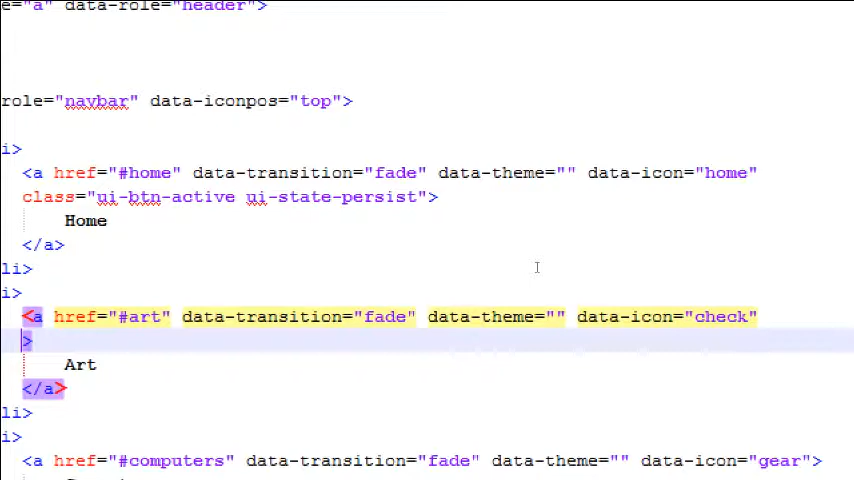 e="a" data-role="header">
role="navbar" data-iconpos="top">
i>
<a href="#home" data-transition="fade" data-theme="" data-icon="home"
class="ui-btn-active ui-state-persist">
Home
</a>
li>
i>
<a href="#art" data-transition="fade" data-theme="" data-icon="check"
>
Art
</a>
li>
i>
<a href="#computers" data-transition="fade" data-theme="" data-icon="gear">